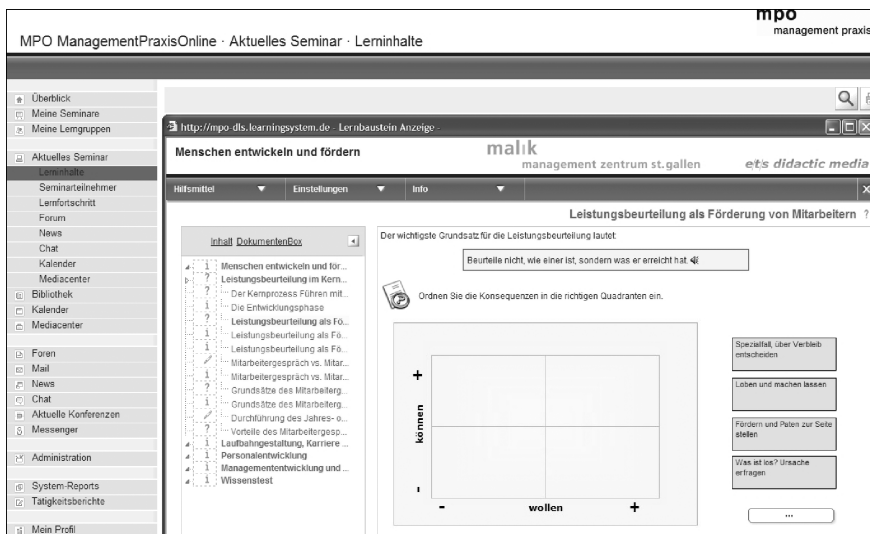 mpo
management praxis
MPO ManagementPraxisOnline · Aktuelles Seminar · Lerninhalte
Überblick
Meine Seminare
Meine Lerngruppen
Aktuelles Seminar
Lerninhalte
Seminarteilnehmer
Lernfortschritt
Forum
News
Chat
Kalender
Mediacenter
Bibliothek
Kalender
Mediacenter
Foren
Mail
News
Chat
Aktuelle Konferenzen
Messenger
Administration
System-Reports
Tätigkeitsberichte
Mein Profil
http://mpo-dls.learningsystem.de - Lernbaustein Anzeige -
Menschen entwickeln und fördern
malik
management zentrum st.gallen
e/t/s didactic media
Hilfsmittel Einstellungen Info X
Leistungsbeurteilung als Förderung von Mitarbeitern ?
Inhalt DokumentenBox
i Menschen entwickeln und för...
? Leistungsbeurteilung im Kern...
? Der Kernprozess Führen mit...
i Die Entwicklungsphase
? Leistungsbeurteilung als Fö...
i Leistungsbeurteilung als Fö...
i Leistungsbeurteilung als Fö...
Mitarbeitergespräch vs. Mitar...
i Mitarbeitergespräch vs. Mitar...
? Grundsätze des Mitarbeiterg...
i Grundsätze des Mitarbeiterg...
Durchführung des Jahres- o...
? Vorteile des Mitarbeitergesp...
i Laufbahngestaltung, Karriere ...
i Personalentwicklung
i Managemententwicklung und ...
i Wissenstest
Der wichtigste Grundsatz für die Leistungsbeurteilung lautet:
Beurteile nicht, wie einer ist, sondern was er erreicht hat.
Ordnen Sie die Konsequenzen in die richtigen Quadranten ein.
+
können
-
- wollen +
Spezialfall, über Verbleib
entscheiden
Loben und machen lassen
Fördern und Paten zur Seite
stellen
Was ist los? Ursache
erfragen
...